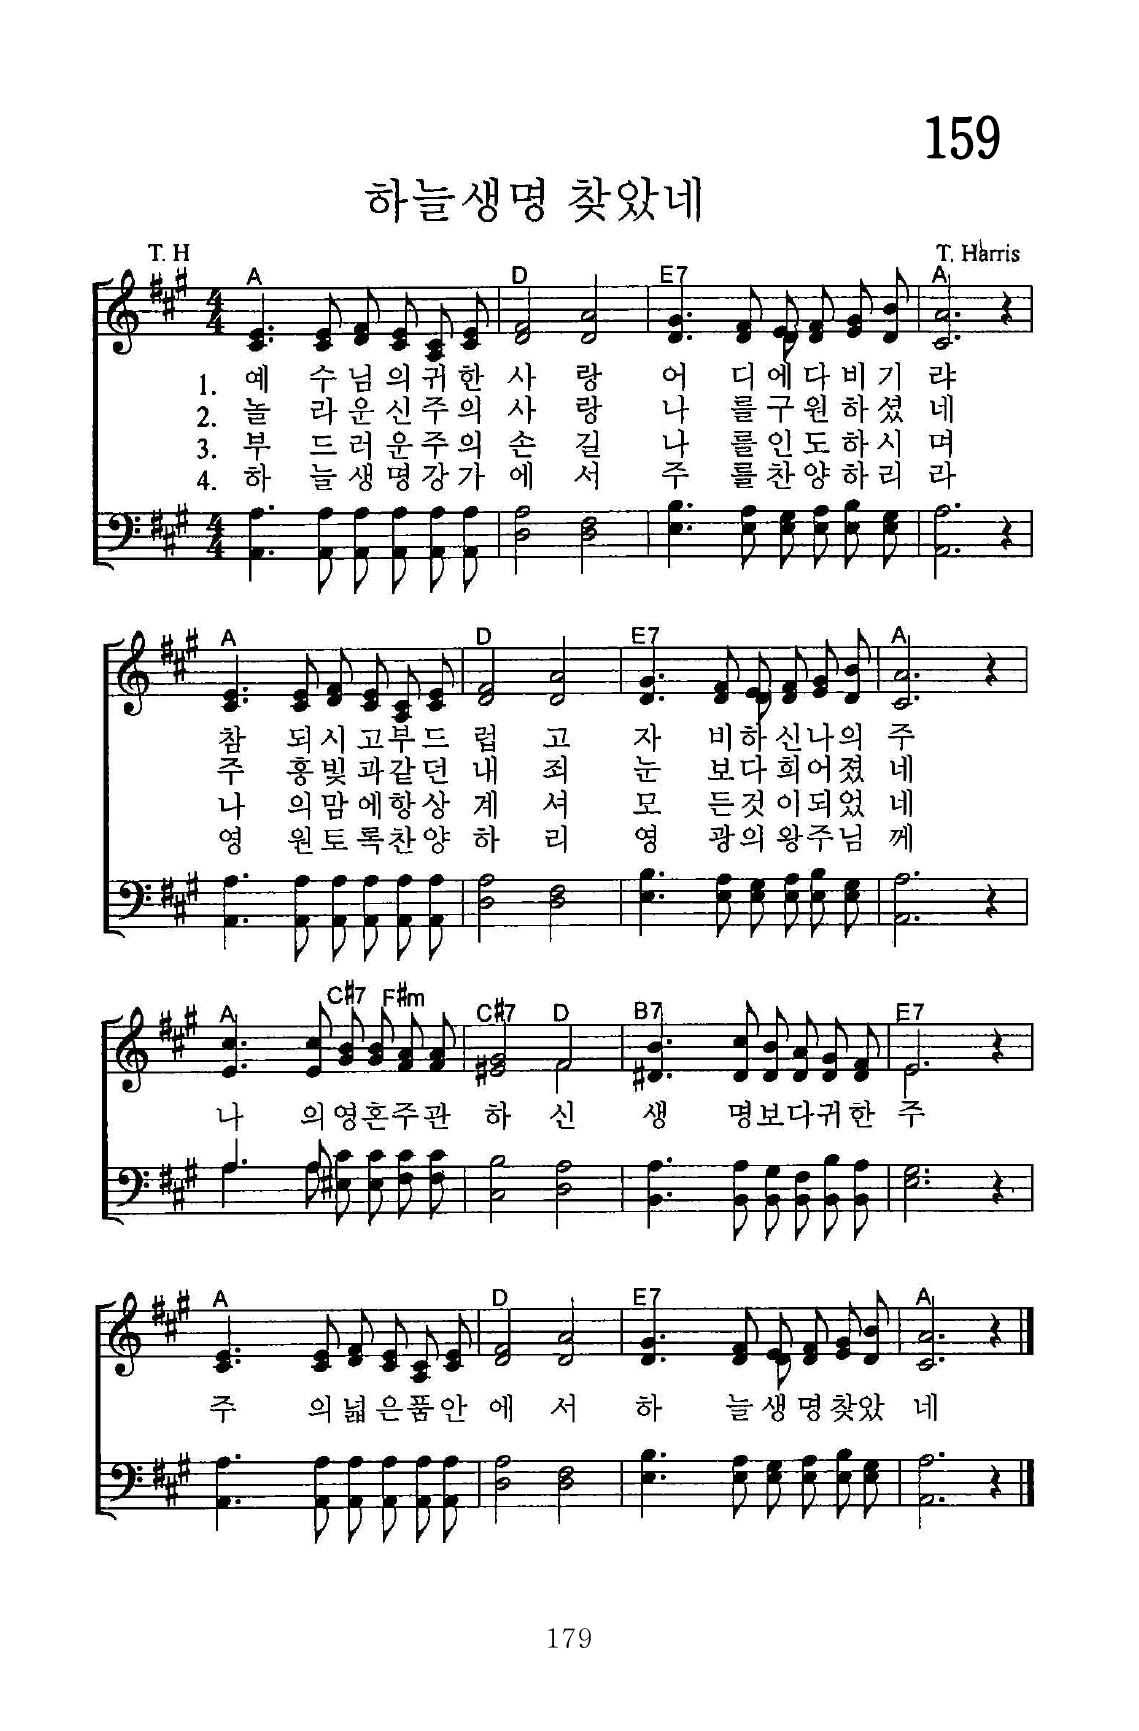 159
하늘생명 찾았네
T. H
T. Harris
A D E7 A
4
4
1. 예 수님의귀한 사 랑 어 디에다비기 랴
2. 놀 라운신주의 사 랑 나 를구원하셨 네
3. 부 드러운주의 손 길 나 를인도하시 며
4. 하 늘생명강가 에 서 주 를찬양하리 라
4
4
A D E7 A
참 되시고부드 럽 고 자 비하신나의 주
주 홍빛과같던 내 죄 눈 보다희어졌 네
나 의맘에항상 계 셔 모 든것이되었 네
영 원토록찬양 하 리 영 광의왕주님 께
A C#7 F#m C#7 D B7 E7
나 의영혼주관 하 신 생 명보다귀한 주
A D E7 A
주 의넓은품안 에 서 하 늘생명찾았 네
179